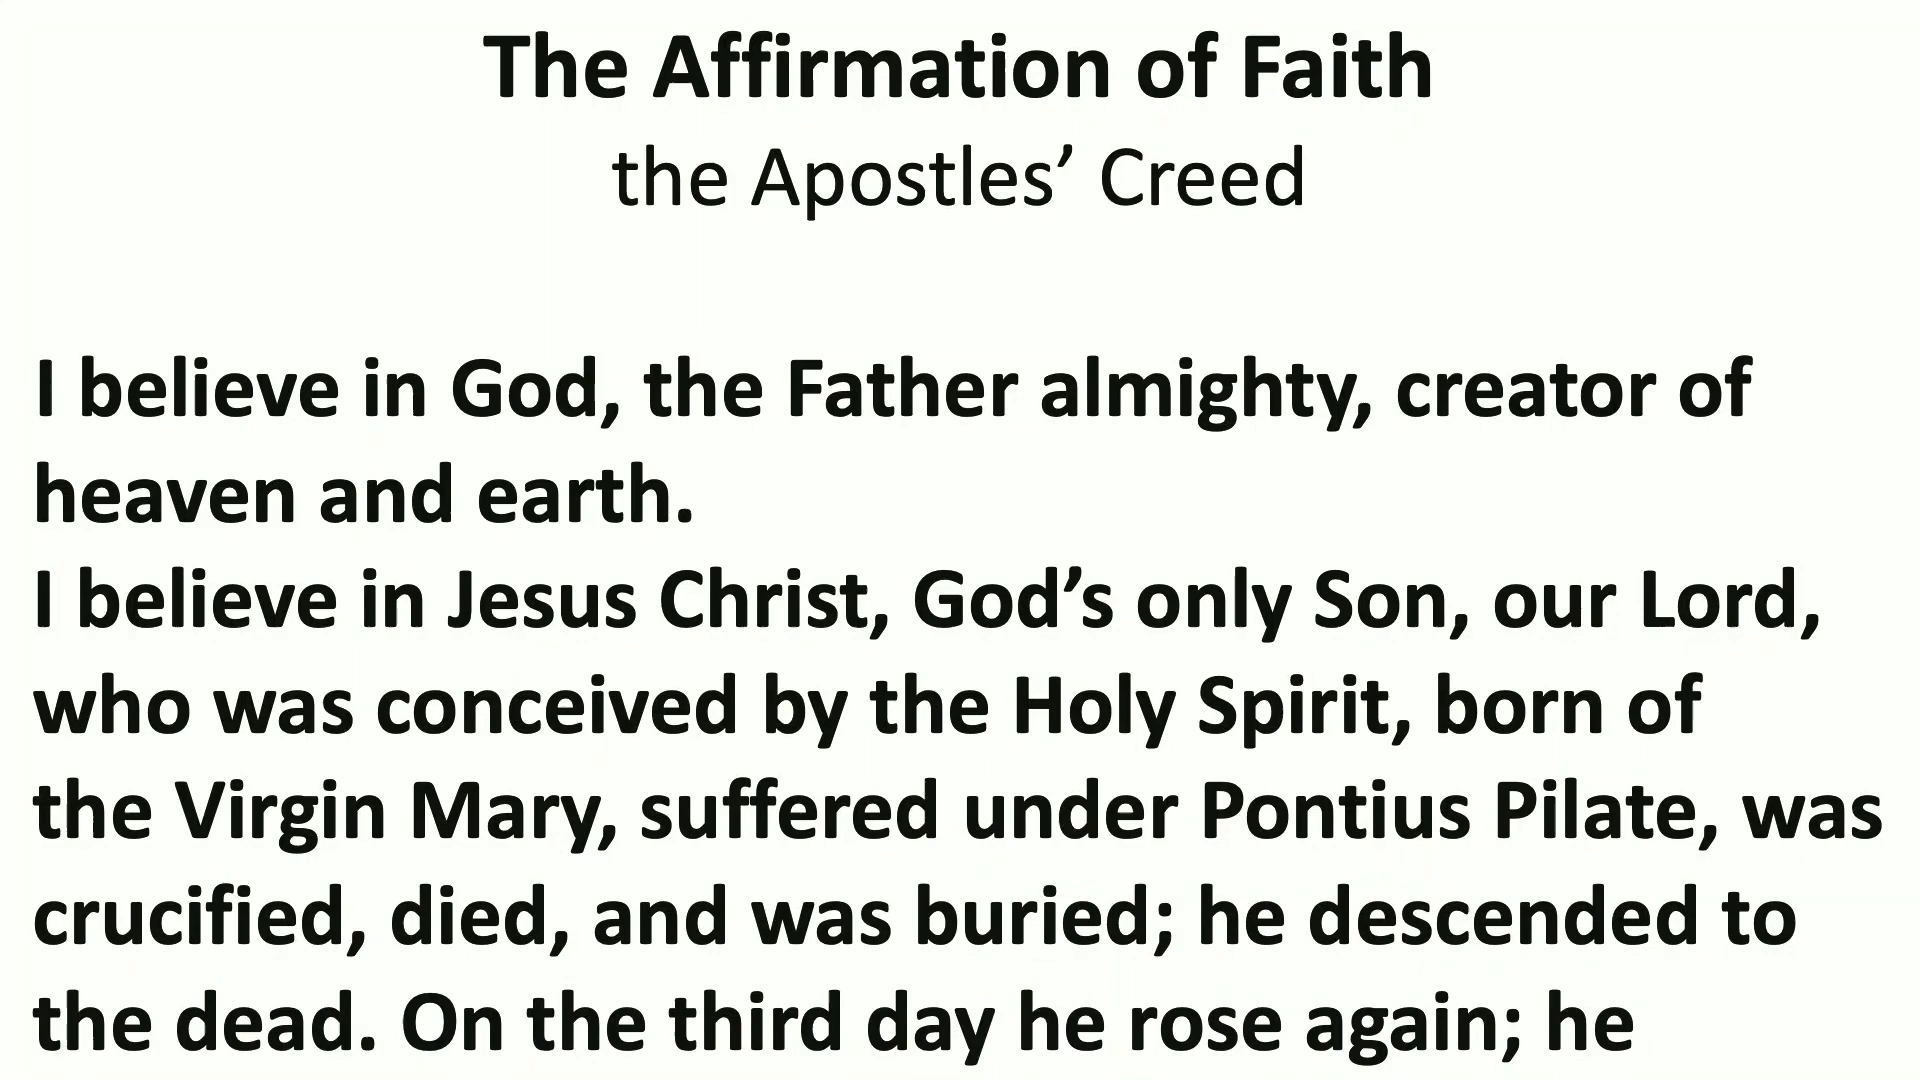 The Affirmation of Faith
the Apostles’ Creed
I believe in God, the Father almighty, creator of
heaven and earth.
I believe in Jesus Christ, God’s only Son, our Lord,
who was conceived by the Holy Spirit, born of
the Virgin Mary, suffered under Pontius Pilate, was
crucified, died, and was buried; he descended to
the dead. On the third day he rose again; he